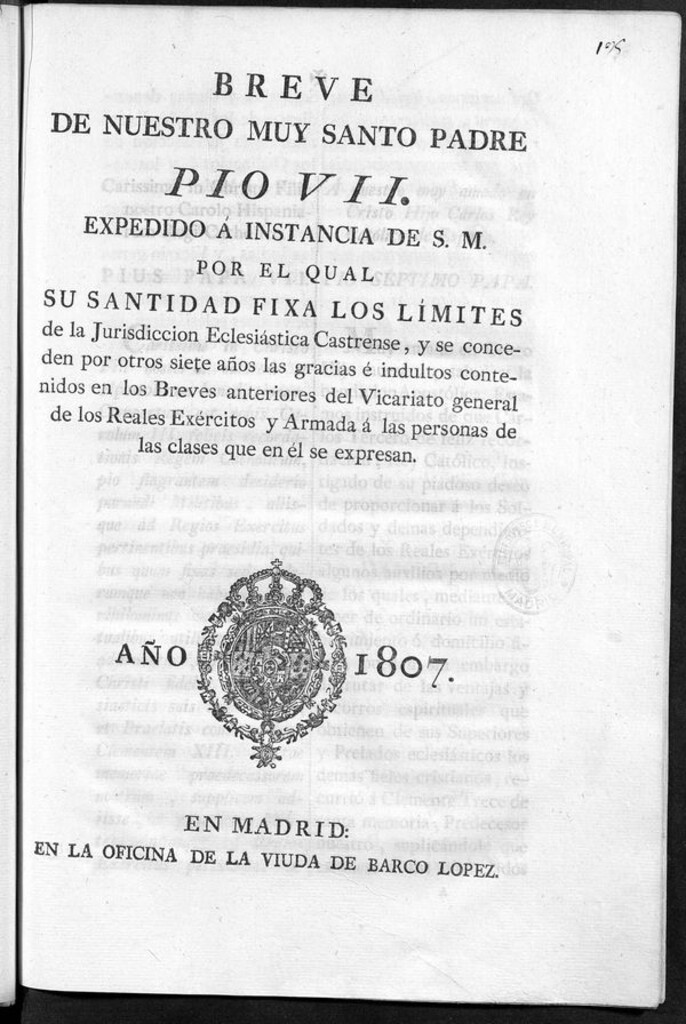 105
BREVE
DE NUESTRO MUY SANTO PADRE
PIO VII.
EXPEDIDO Á INSTANCIA DE S. M.
POR EL QUAL
SU SANTIDAD FIXA LOS LÍMITES
de la Jurisdiccion Eclesiástica Castrense, y se conce-
den por otros siete años las gracias é indultos conte-
nidos en los Breves anteriores del Vicariato general
de los Reales Exércitos y Armada á las personas de
las clases que en él se expresan.
AÑO 1807.
EN MADRID:
EN LA OFICINA DE LA VIUDA DE BARCO LOPEZ.